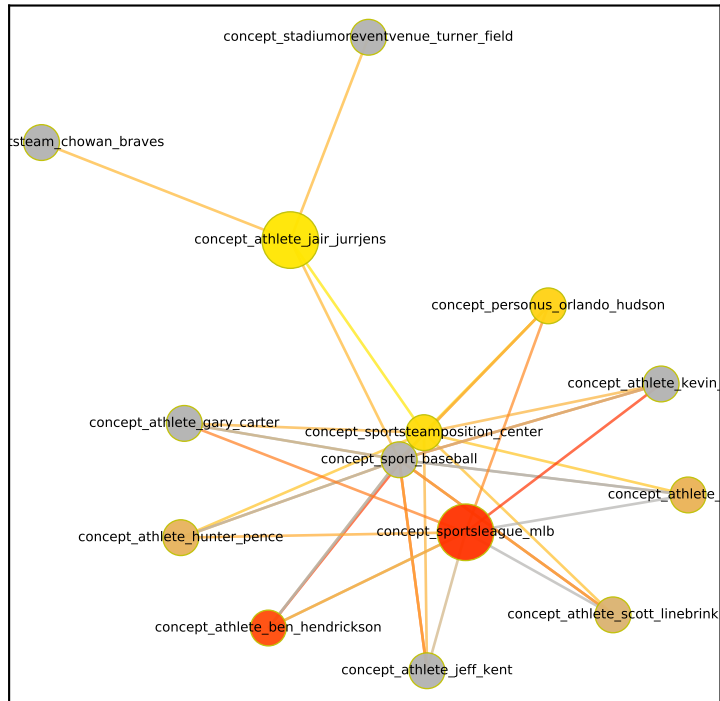 concept_stadiumoreventvenue_turner_field
tsteam_chowan_braves
concept_athlete_jair_jurrjens
concept_personus_orlando_hudson
concept_athlete_kevin_
concept_athlete_gary_carter
concept_sportsteamposition_center
concept_sport_baseball
concept_athlete_
concept_sportsleague_mlb
concept_athlete_hunter_pence
concept_athlete_scott_linebrink
concept_athlete_ben_hendrickson
concept_athlete_jeff_kent